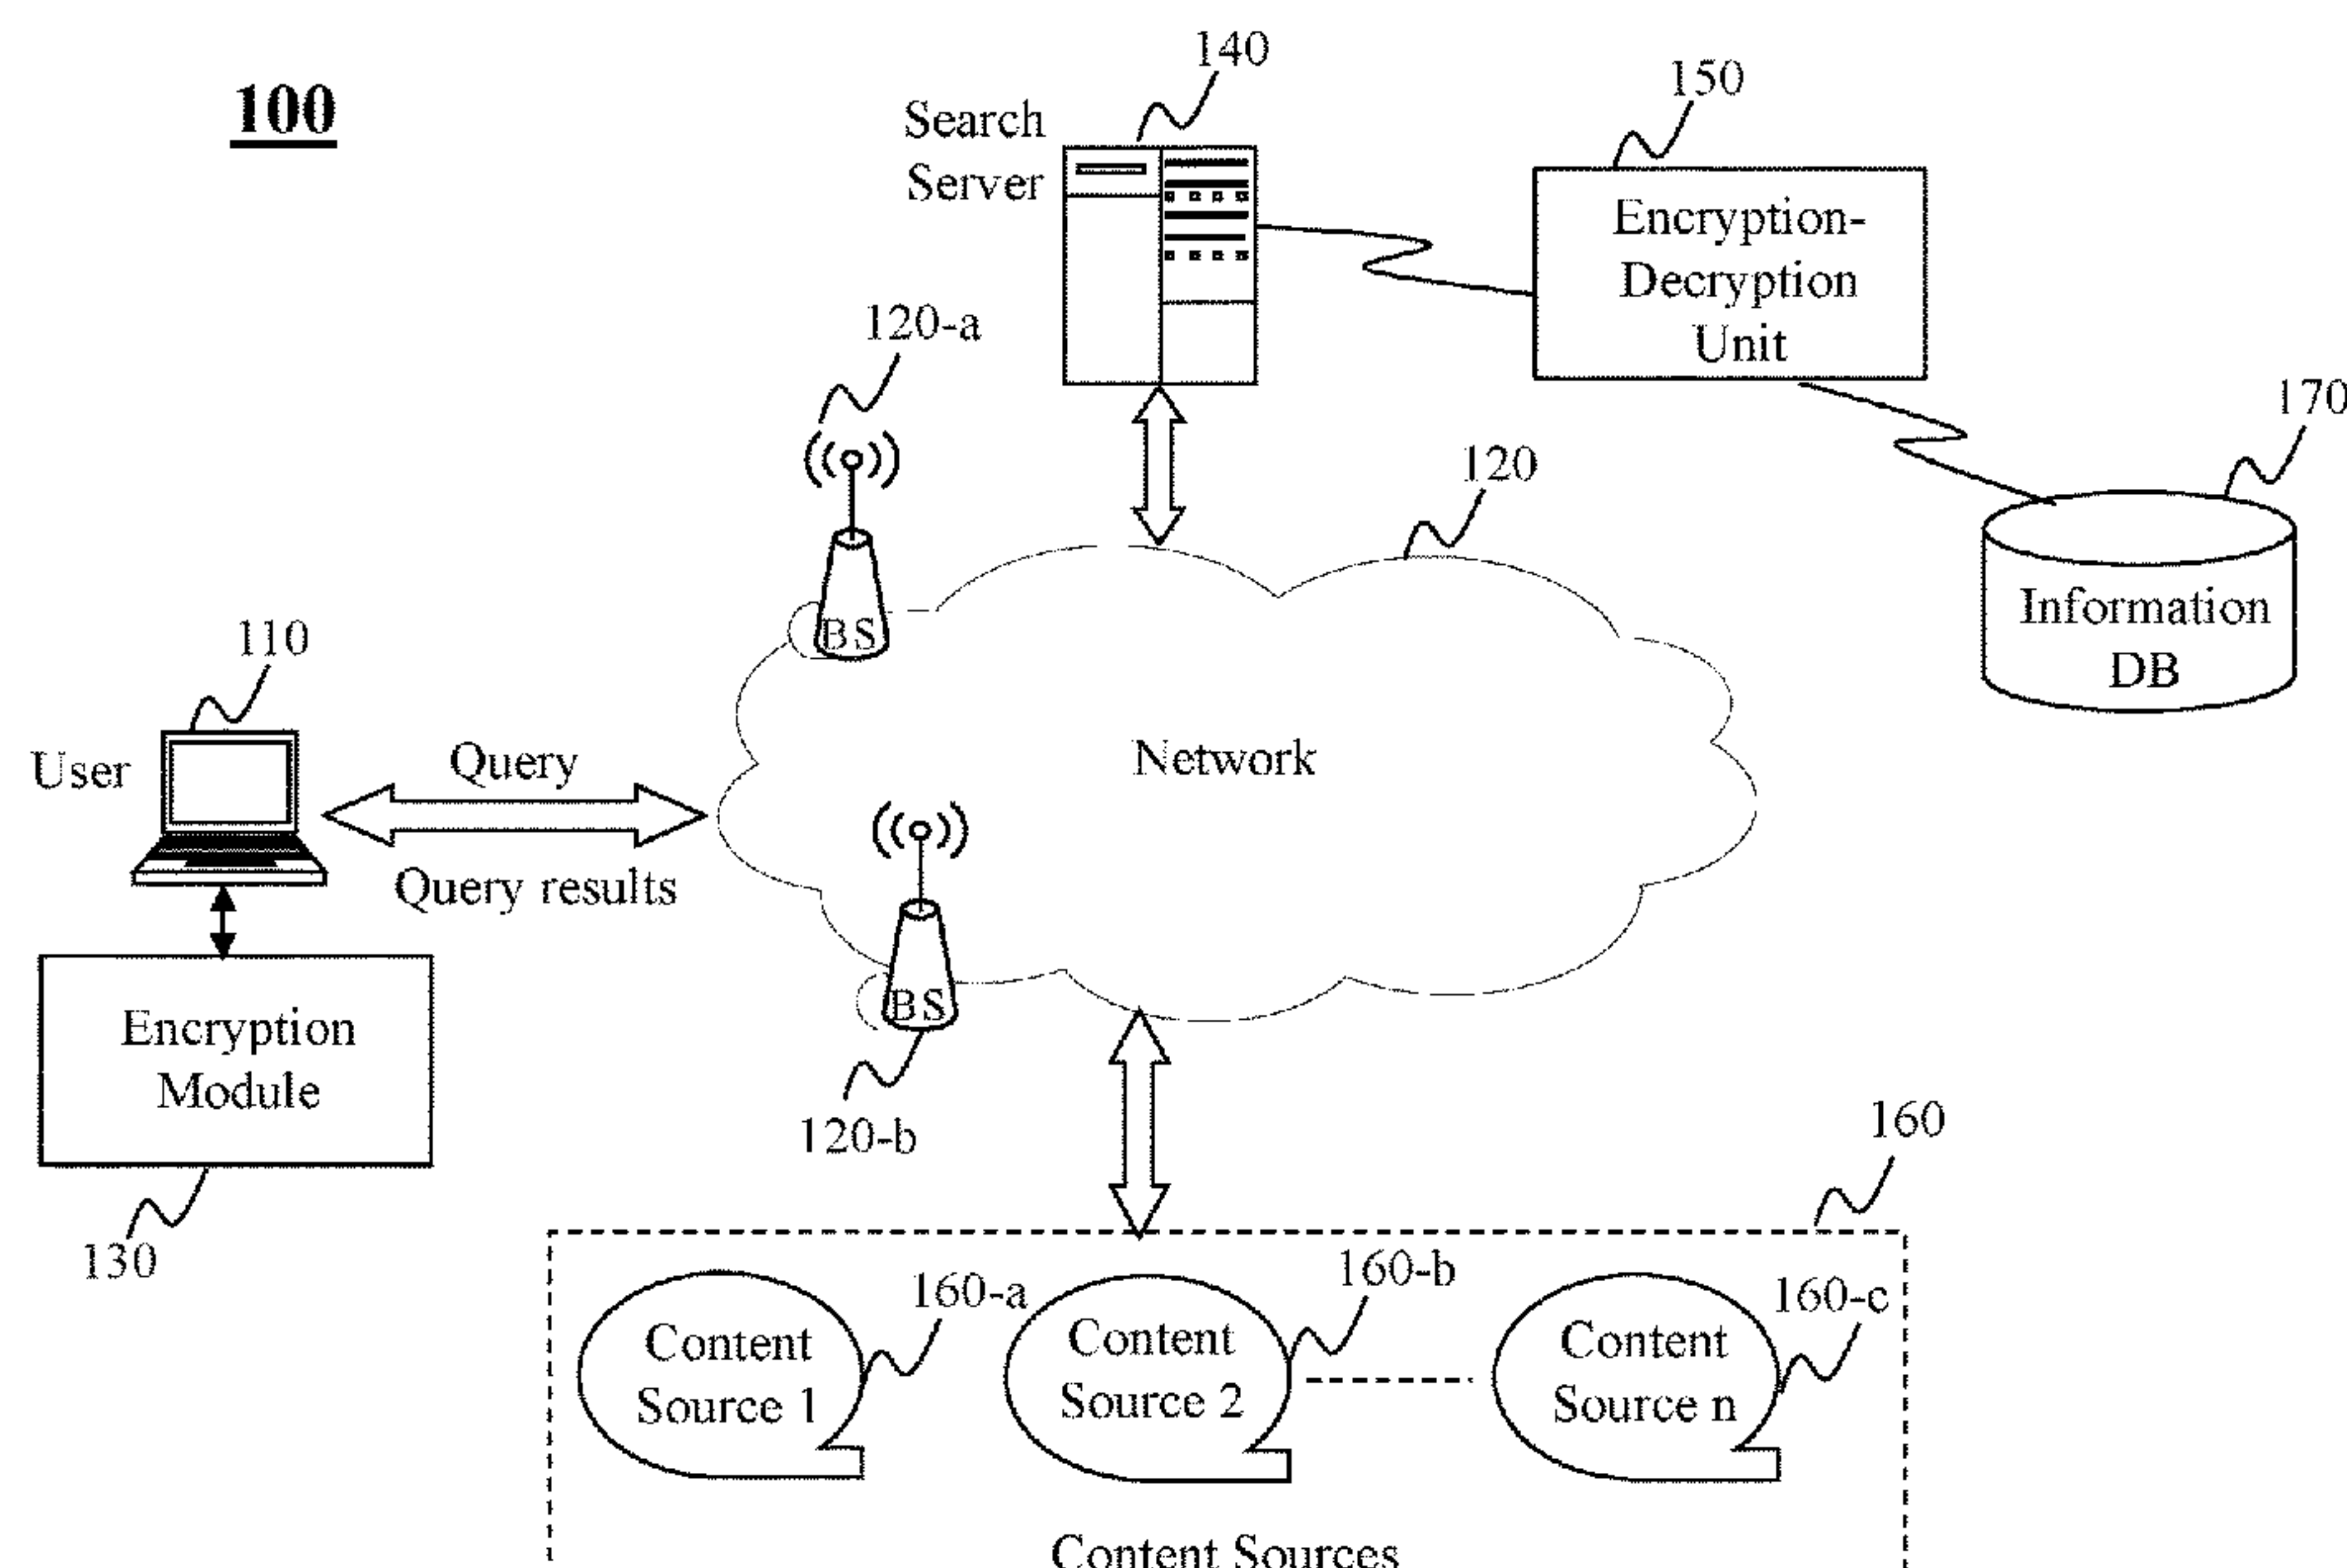 100
140
Search
Server
150
Encryption-
Decryption
Unit
120-a
170
120
Information
DB
BS
110
User
Query
Network
Query results
BS
Encryption
Module
120-b
130
160
160-a
160-b
160-c
Content
Source 1
Content
Source 2
Content
Source n
Content Sources